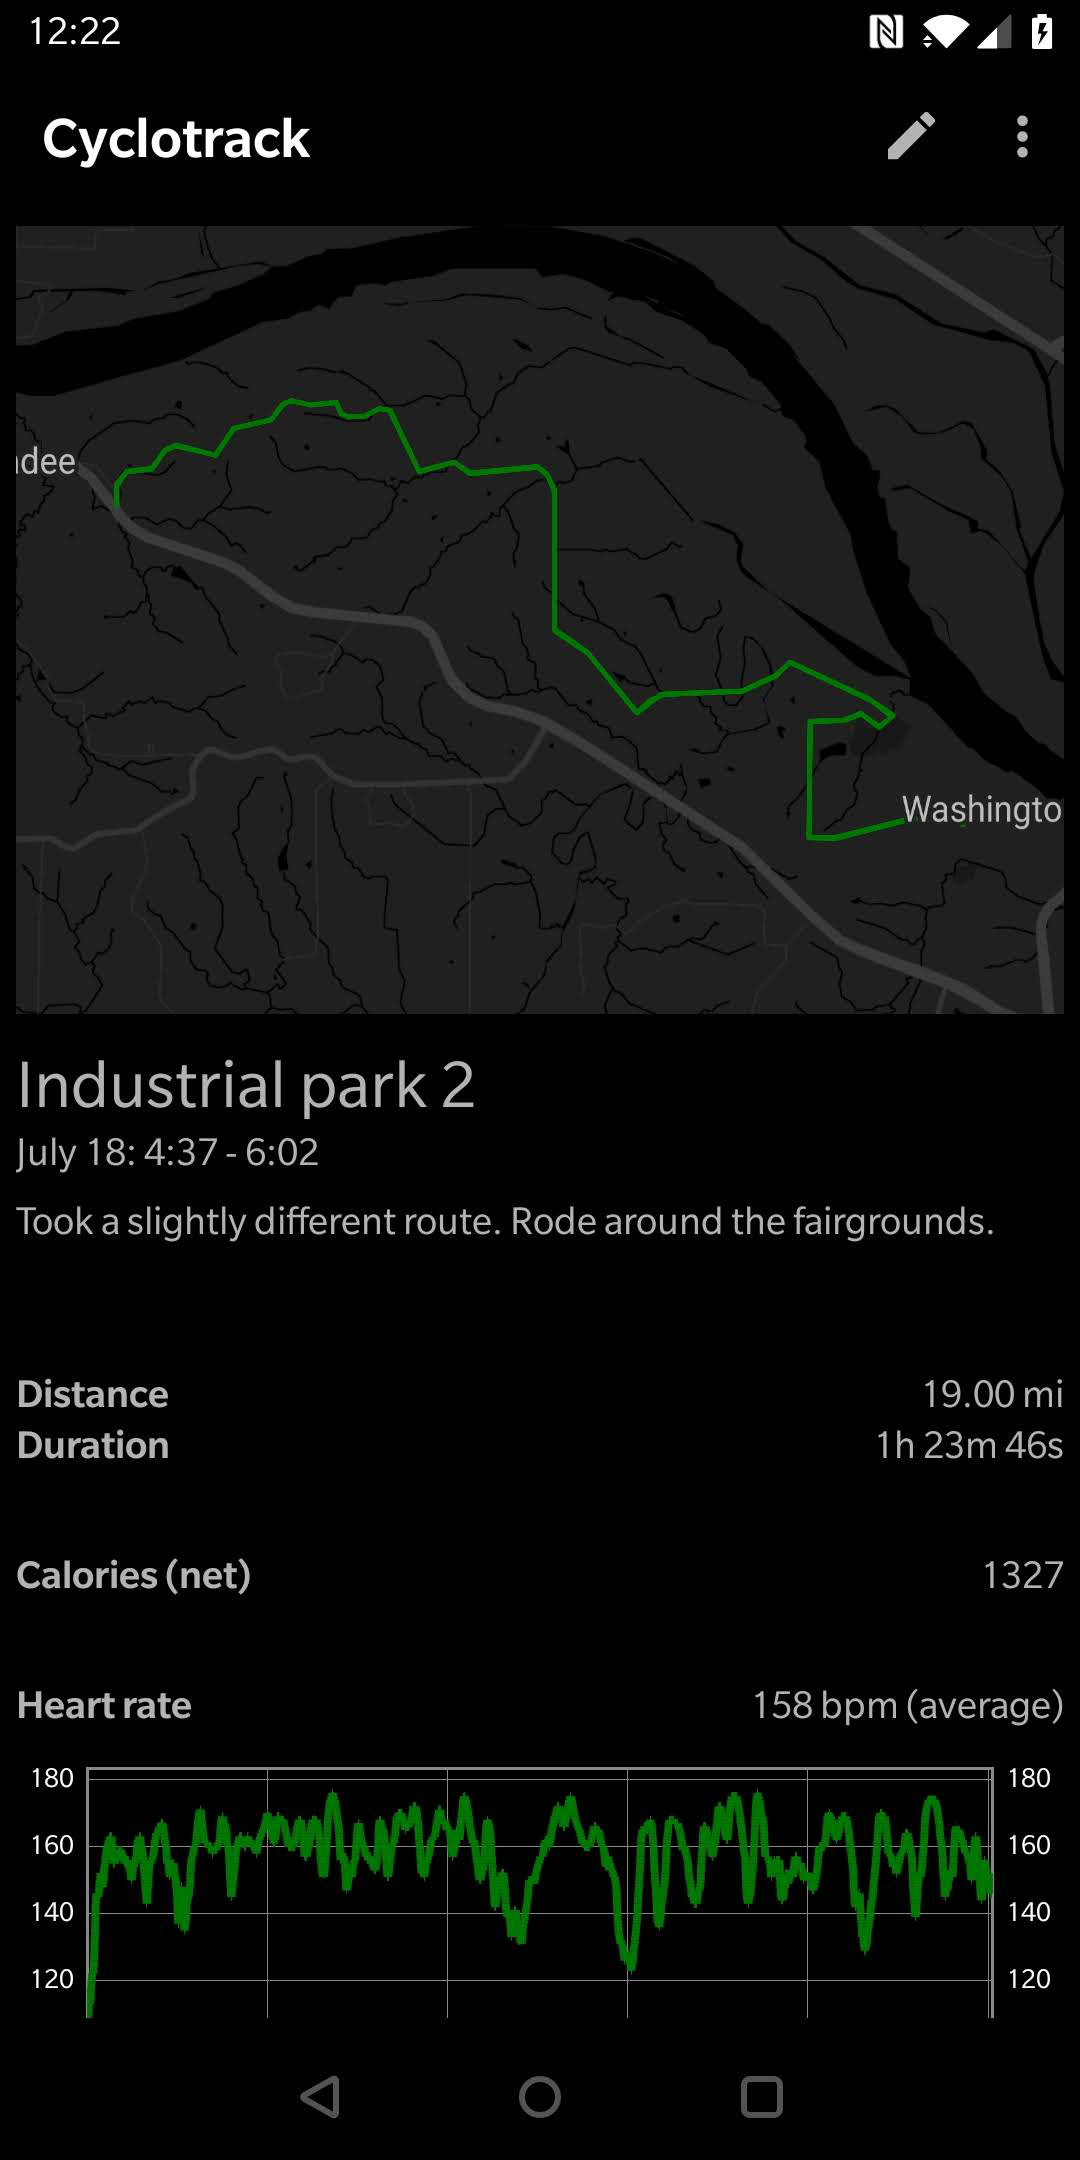 12:22
Cyclotrack
ndee
Washingto
Industrial park 2
July 18: 4:37 - 6:02
Took a slightly different route. Rode around the fairgrounds.
Distance 19.00 mi
Duration 1h 23m 46s
Calories (net) 1327
Heart rate 158 bpm (average)
180 180
160 160
140 140
120 120